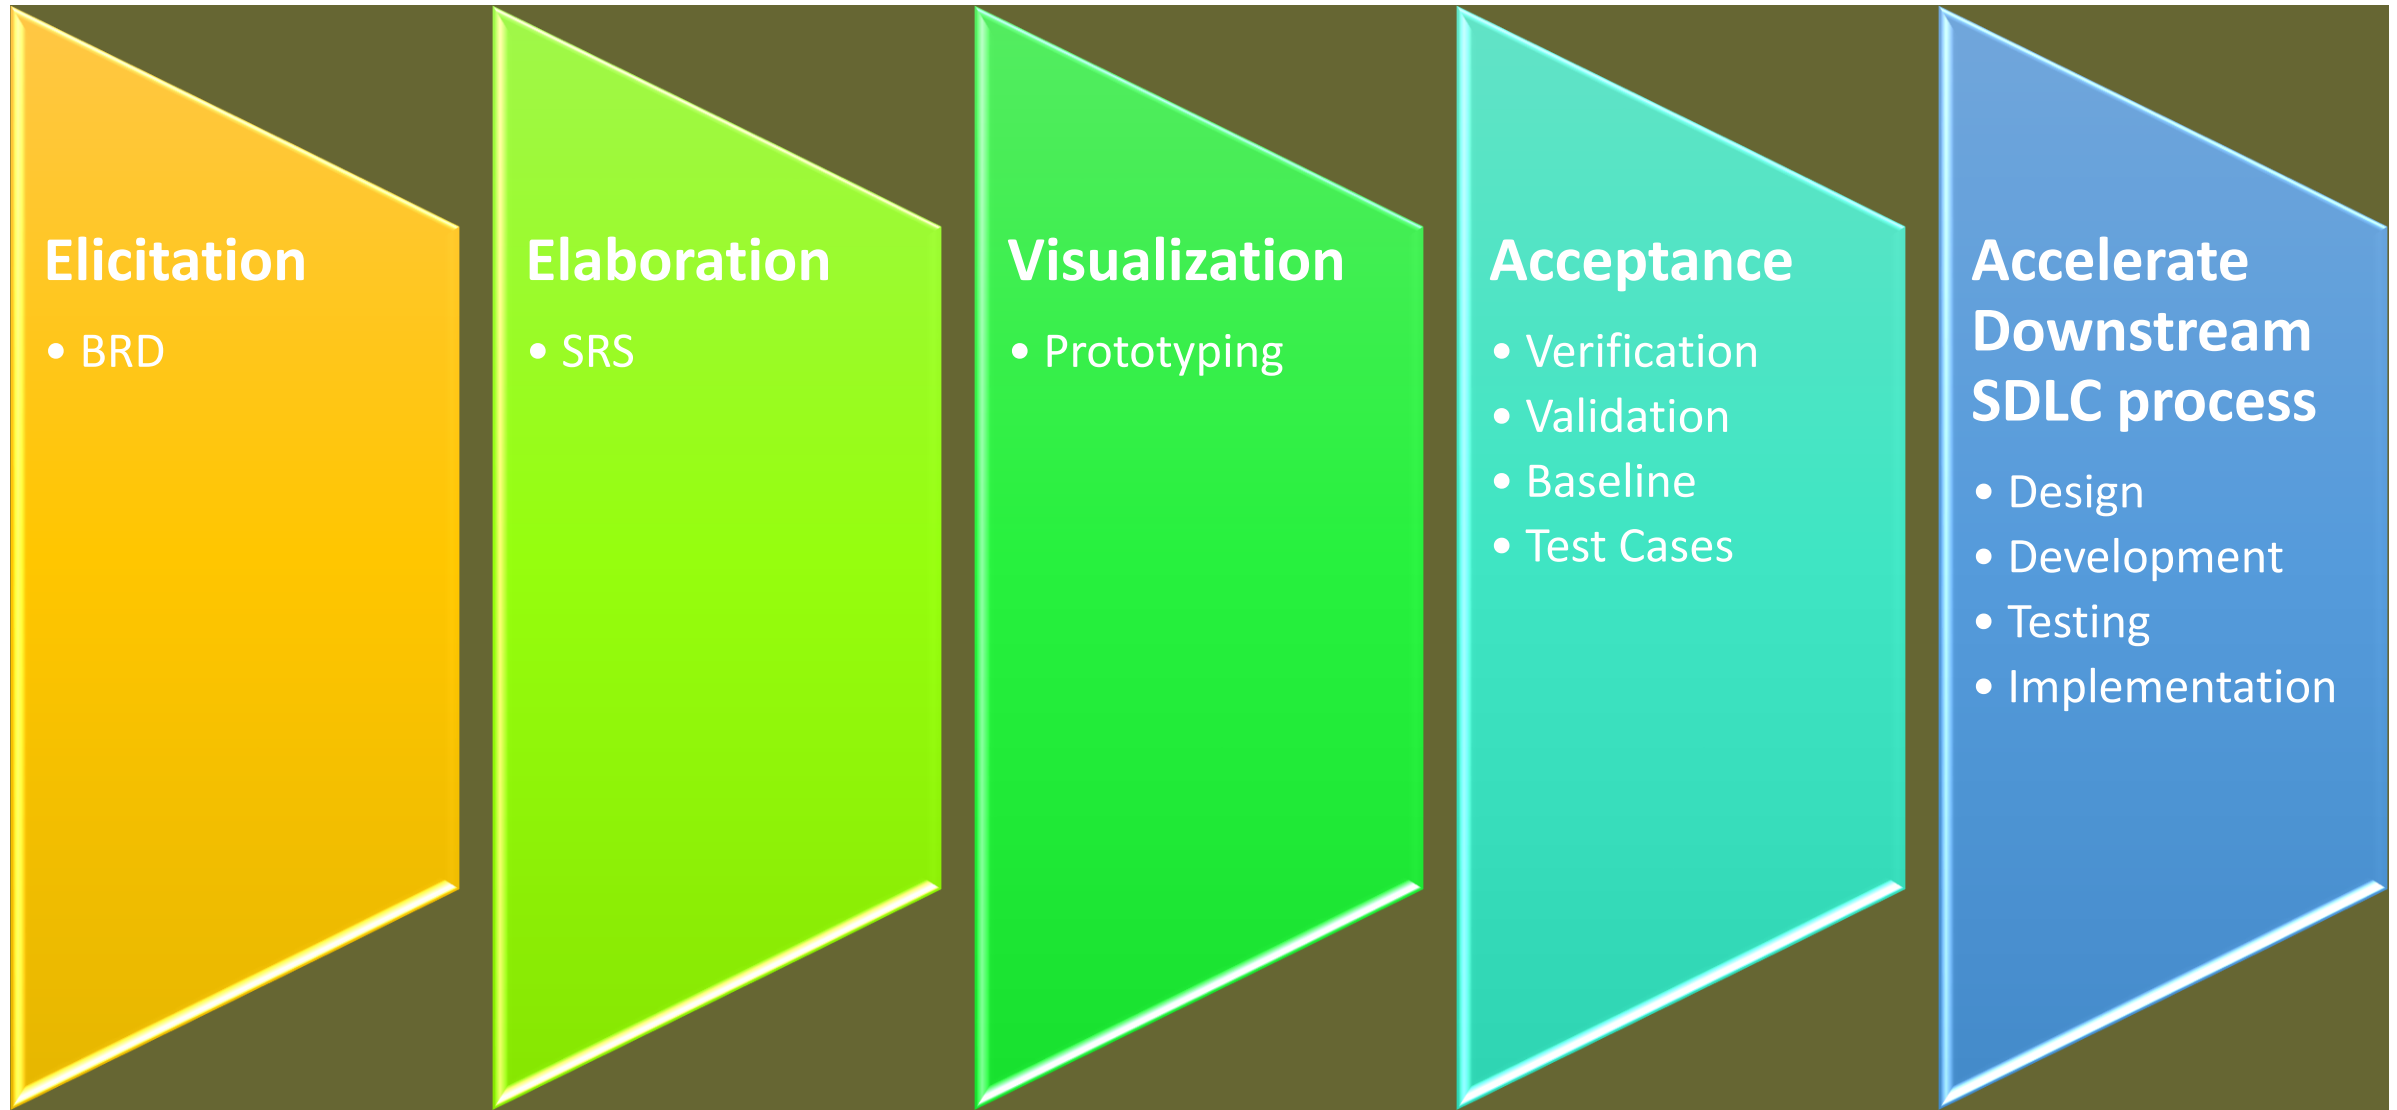 Elicitation
• BRD
Elaboration
• SRS
Visualization
• Prototyping
Acceptance
• Verification
• Validation
• Baseline
• Test Cases
Accelerate
Downstream
SDLC process
• Design
• Development
• Testing
• Implementation